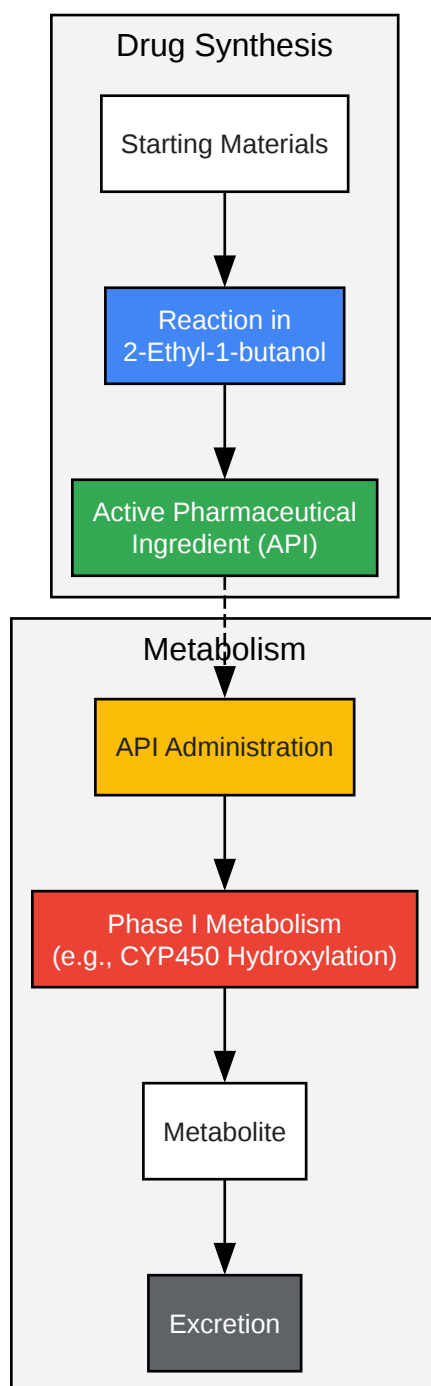 Drug Synthesis
Starting Materials
Reaction in
2-Ethyl-1-butanol
Active Pharmaceutical
Ingredient (API)
Metabolism
API Administration
Phase I Metabolism
(e.g., CYP450 Hydroxylation)
Metabolite
Excretion